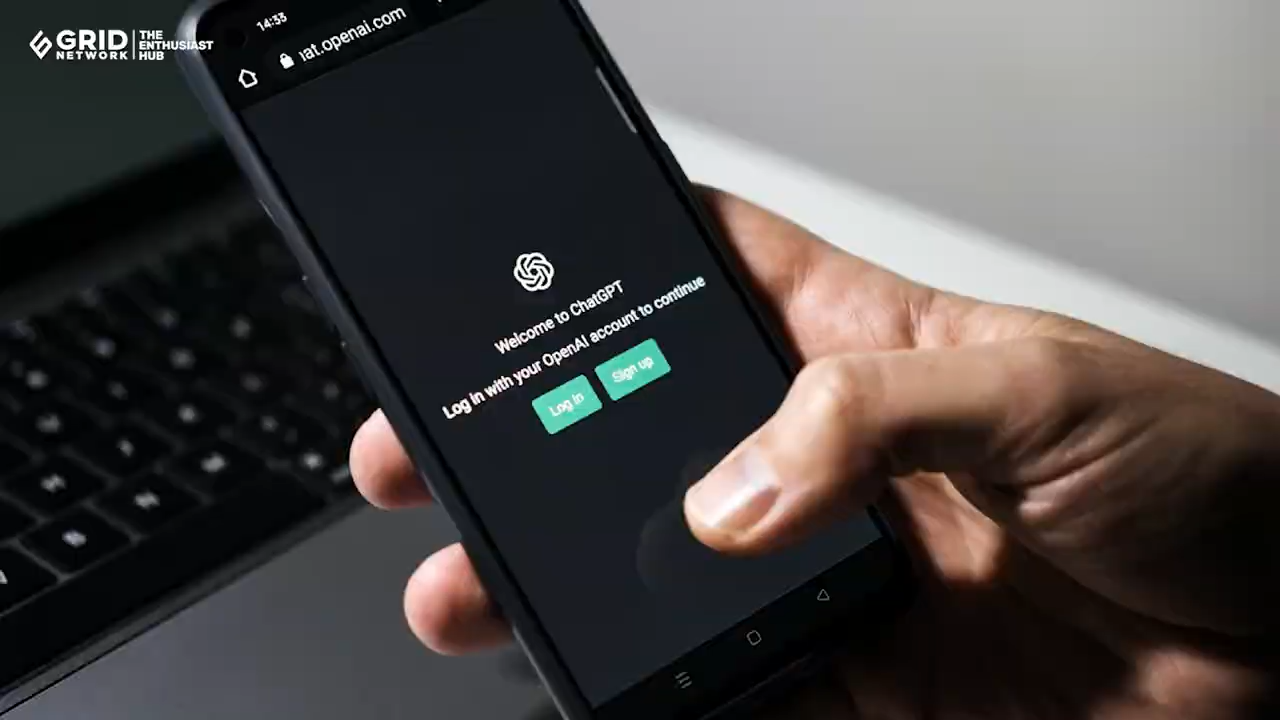 GRID
NETWORK
THE
ENTHUSIAST
HUB
14:33
at.openai.com
Welcome to ChatGPT
Log in with your OpenAI account to continue
Log in
Sign up